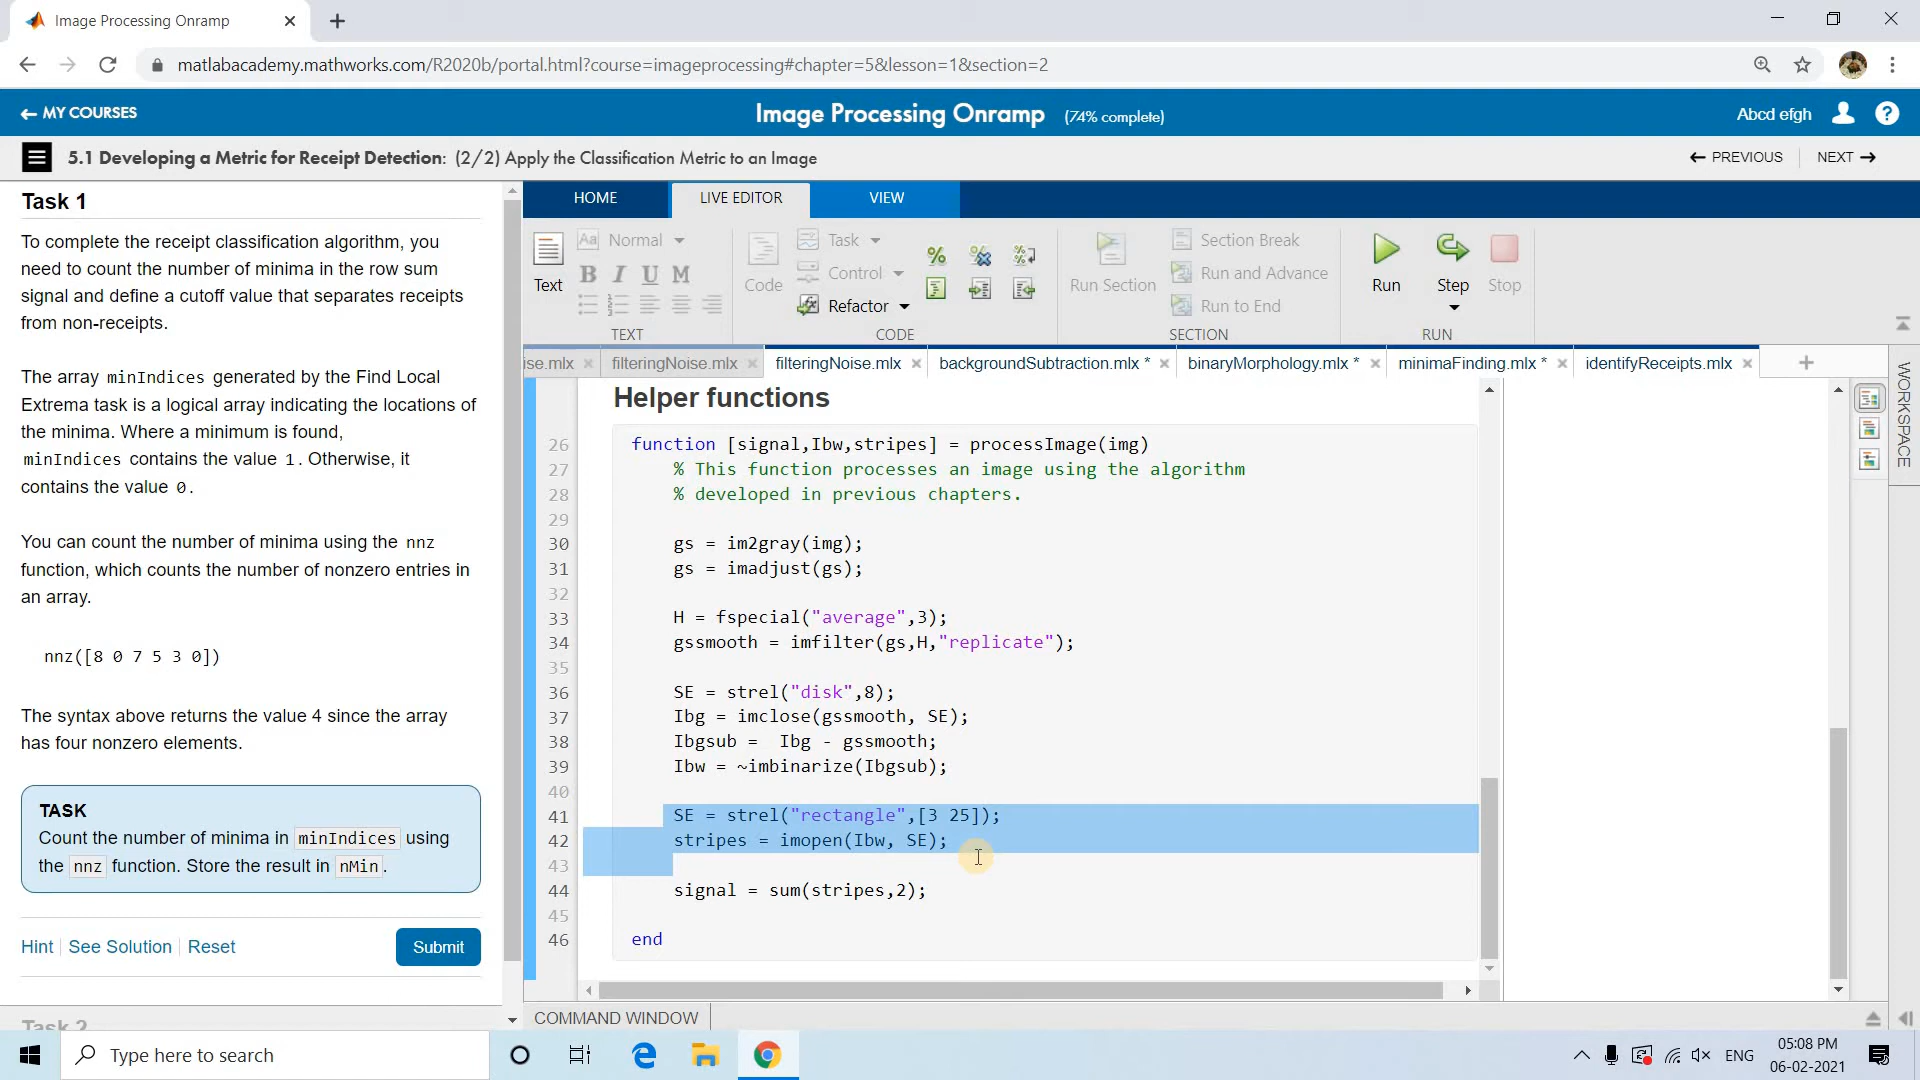 Image Processing Onramp
matlabacademy.mathworks.com/R2020b/portal.html?course=imageprocessing#chapter=5&lesson=1&section=2
MY COURSES
Image Processing Onramp (74% complete)
Abcd efgh
5.1 Developing a Metric for Receipt Detection: (2/2) Apply the Classification Metric to an Image
PREVIOUS
NEXT
Task 1
To complete the receipt classification algorithm, you
need to count the number of minima in the row sum
signal and define a cutoff value that separates receipts
from non-receipts.
The array minIndices generated by the Find Local
Extrema task is a logical array indicating the locations of
the minima. Where a minimum is found,
minIndices contains the value 1. Otherwise, it
contains the value 0.
You can count the number of minima using the nnz
function, which counts the number of nonzero entries in
an array.
nnz([8 0 7 5 3 0])
The syntax above returns the value 4 since the array
has four nonzero elements.
TASK
Count the number of minima in minIndices using
the nnz function. Store the result in nMin.
Hint
See Solution
Reset
Submit
Task 2
HOME
LIVE EDITOR
VIEW
Text
Aa Normal
B I U M
TEXT
Code
Task
Control
Refactor
CODE
Run Section
Section Break
Run and Advance
Run to End
SECTION
Run
Step
Stop
RUN
ise.mlx
filteringNoise.mlx
filteringNoise.mlx
backgroundSubtraction.mlx *
binaryMorphology.mlx *
minimaFinding.mlx *
identifyReceipts.mlx
WORKSPACE
Helper functions
26 function [signal,Ibw,stripes] = processImage(img)
27 % This function processes an image using the algorithm
28 % developed in previous chapters.
29
30 gs = im2gray(img);
31 gs = imadjust(gs);
32
33 H = fspecial("average",3);
34 gssmooth = imfilter(gs,H,"replicate");
35
36 SE = strel("disk",8);
37 Ibg = imclose(gssmooth, SE);
38 Ibgsub =  Ibg - gssmooth;
39 Ibw = ~imbinarize(Ibgsub);
40
41 SE = strel("rectangle",[3 25]);
42 stripes = imopen(Ibw, SE);
43
44 signal = sum(stripes,2);
45
46 end
COMMAND WINDOW
Type here to search
ENG
05:08 PM
06-02-2021